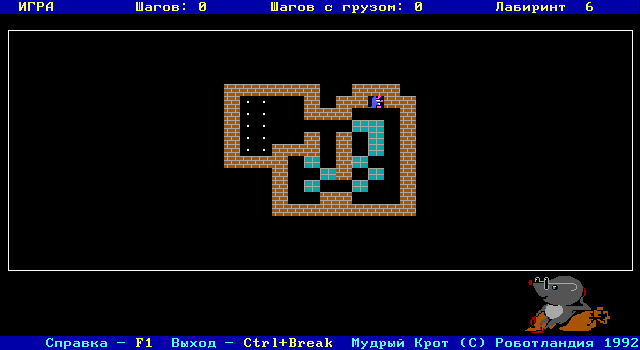 ИГРА Шагов: 0 Шагов с грузом: 0 Лабиринт 6
Справка – F1 Выход – Ctrl+Break Мудрый Крот (C) Роботландия 1992